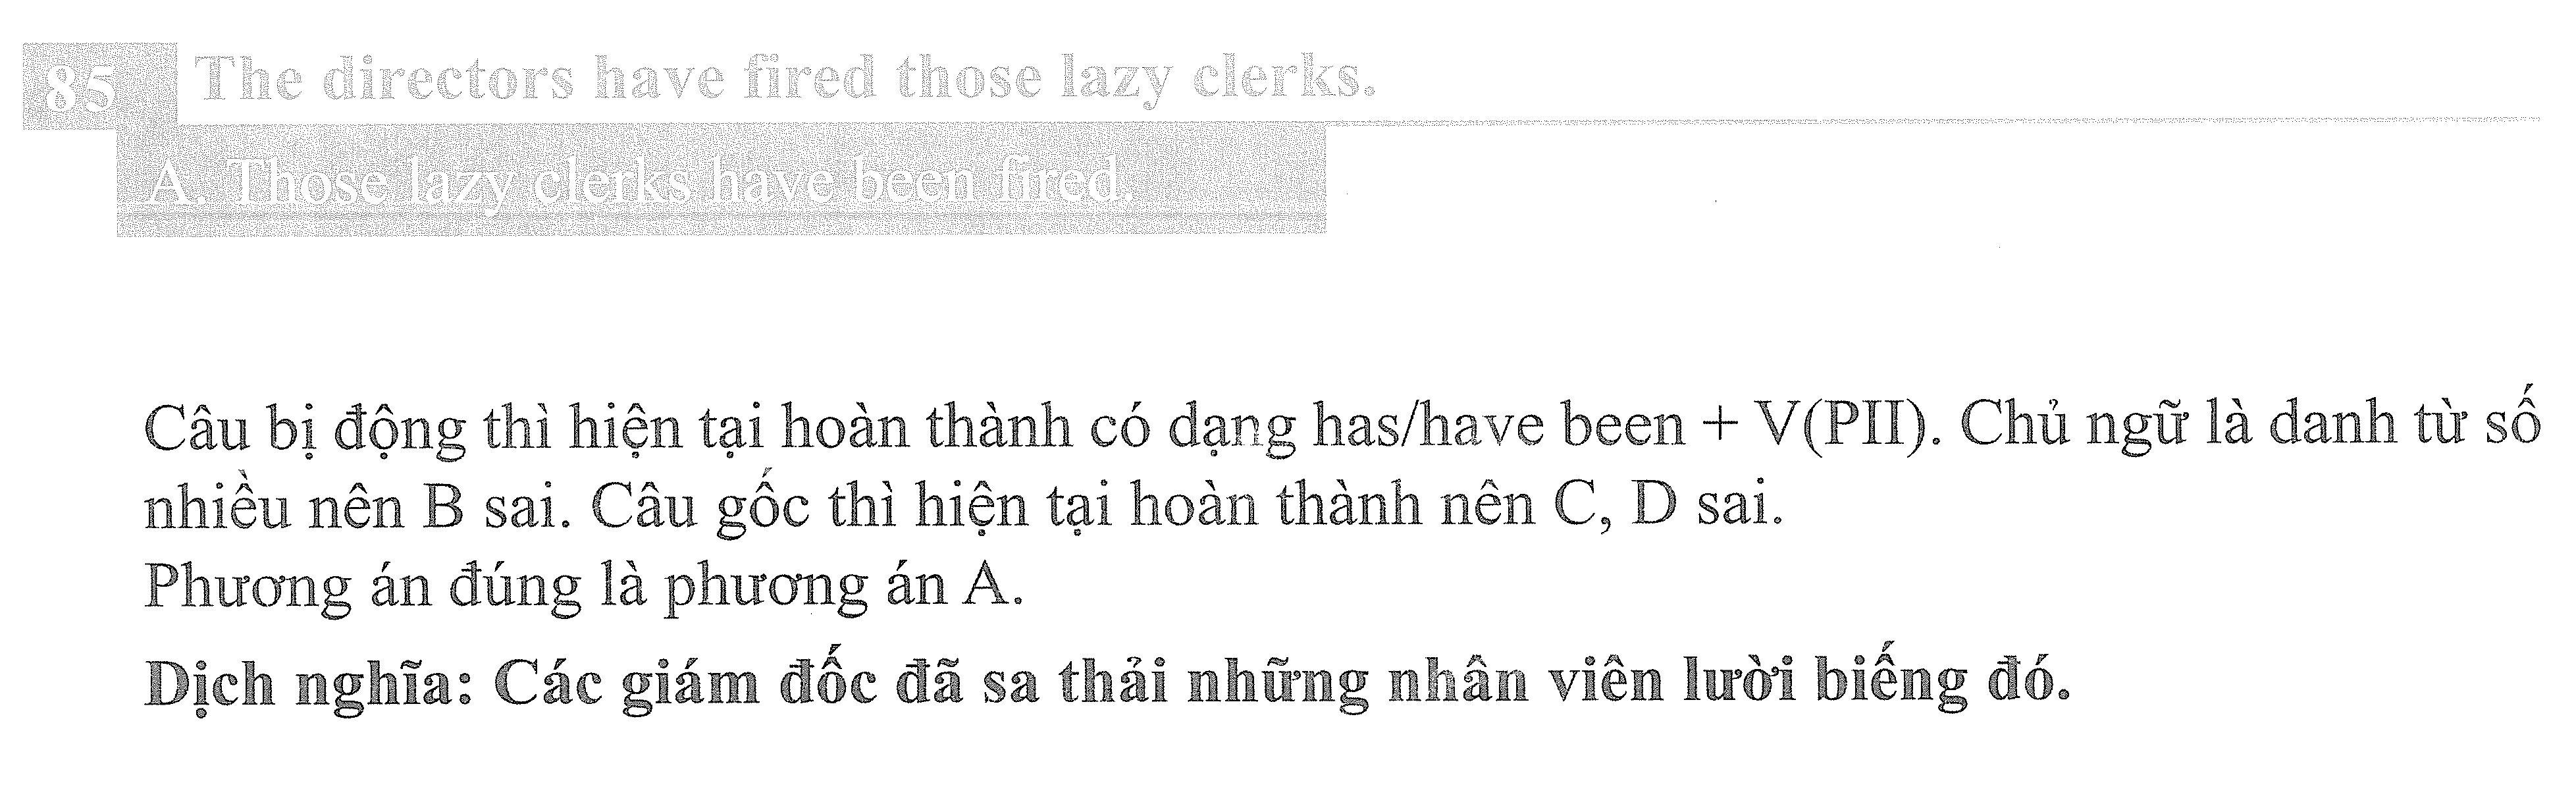 85 The directors have fired those lazy clerks.
A. Those lazy clerks have been fired.
Câu bị động thì hiện tại hoàn thành có dạng has/have been + V(PII). Chủ ngữ là danh từ số
nhiều nên B sai. Câu gốc thì hiện tại hoàn thành nên C, D sai.
Phương án đúng là phương án A.
Dịch nghĩa: Các giám đốc đã sa thải những nhân viên lười biếng đó.